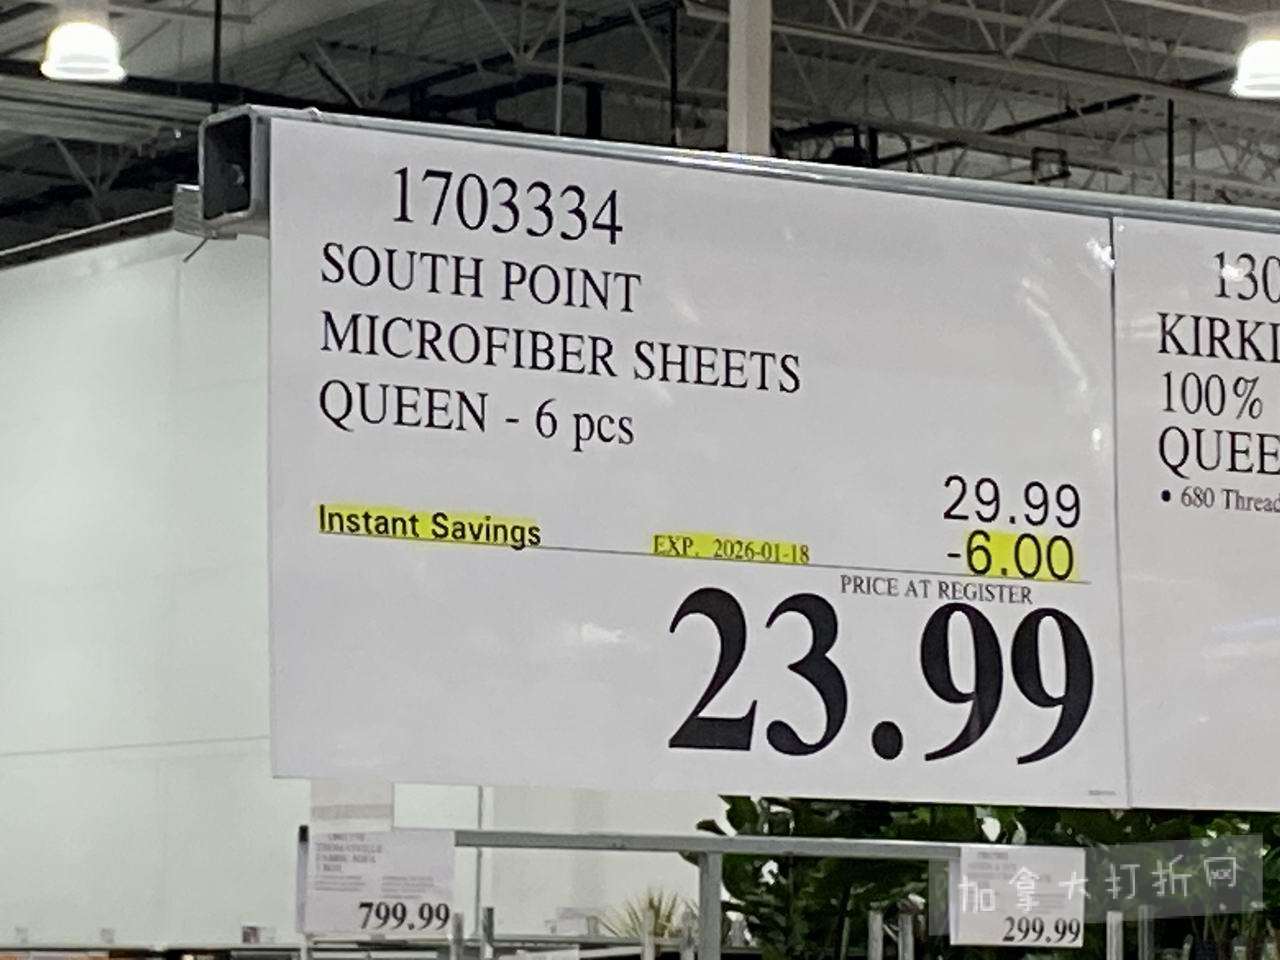 1703334
SOUTH POINT
MICROFIBER SHEETS
QUEEN - 6 pcs
29.99
Instant Savings EXP. 2026-01-18 -6.00
PRICE AT REGISTER
23.99
130
KIRKI
100%
QUEE
• 680 Thread
799.99
299.99
加拿大打折网